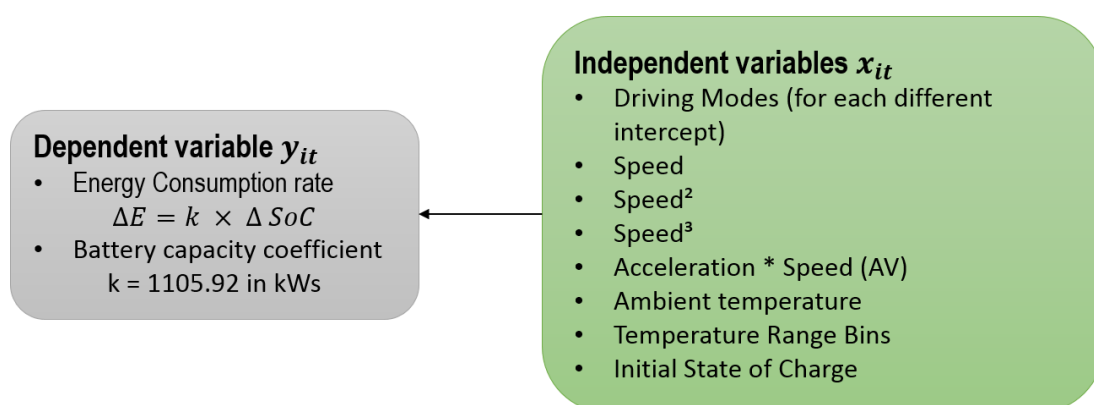 Dependent variable y_it
• Energy Consumption rate
ΔE = k × Δ SoC
• Battery capacity coefficient
k = 1105.92 in kWs
Independent variables x_it
• Driving Modes (for each different
intercept)
• Speed
• Speed²
• Speed³
• Acceleration * Speed (AV)
• Ambient temperature
• Temperature Range Bins
• Initial State of Charge